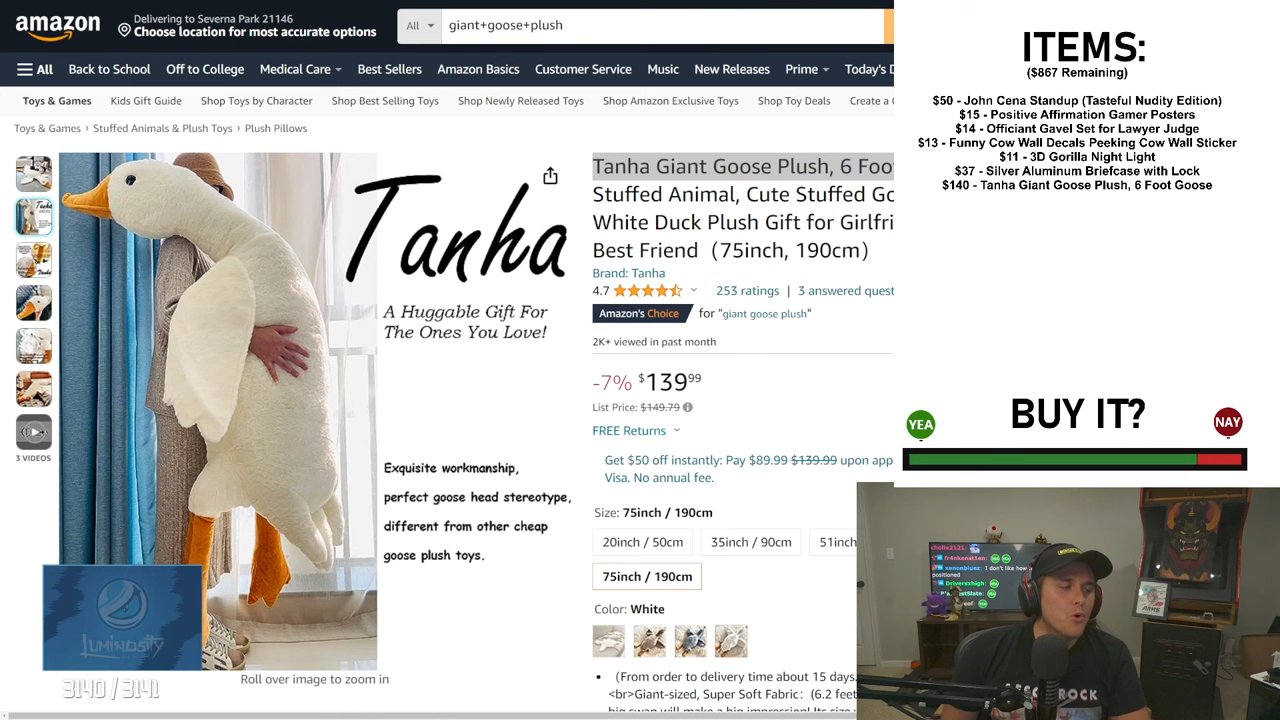 amazon
Delivering to Severna Park 21146
Choose location for most accurate options
All
giant+goose+plush
All
Back to School
Off to College
Medical Care
Best Sellers
Amazon Basics
Customer Service
Music
New Releases
Prime
Today's D
Toys & Games
Kids Gift Guide
Shop Toys by Character
Shop Best Selling Toys
Shop Newly Released Toys
Shop Amazon Exclusive Toys
Shop Toy Deals
Create a
Toys & Games › Stuffed Animals & Plush Toys › Plush Pillows
3 VIDEOS
Tanha
A Huggable Gift For
The Ones You Love!
Exquisite workmanship,
perfect goose head stereotype,
different from other cheap
goose plush toys.
Roll over image to zoom in
Luminosity
3140 / 3141
Tanha Giant Goose Plush, 6 Foo
Stuffed Animal, Cute Stuffed Go
White Duck Plush Gift for Girlfri
Best Friend（75inch, 190cm）
Brand: Tanha
4.7
253 ratings | 3 answered quest
Amazon's Choice for "giant goose plush"
2K+ viewed in past month
-7% $139 99
List Price: $149.79
FREE Returns
Get $50 off instantly: Pay $89.99 $139.99 upon app
Visa. No annual fee.
Size: 75inch / 190cm
20inch / 50cm
35inch / 90cm
51inch
75inch / 190cm
Color: White
• （From order to delivery time about 15 days.
<br>Giant-sized, Super Soft Fabric:（6.2 feet
ITEMS:
($867 Remaining)
$50 - John Cena Standup (Tasteful Nudity Edition)
$15 - Positive Affirmation Gamer Posters
$14 - Officiant Gavel Set for Lawyer Judge
$13 - Funny Cow Wall Decals Peeking Cow Wall Sticker
$11 - 3D Gorilla Night Light
$37 - Silver Aluminum Briefcase with Lock
$140 - Tanha Giant Goose Plush, 6 Foot Goose
BUY IT?
YEA
NAY
fr4nkenst1en:
xenonbluez: I don't like how
positioned